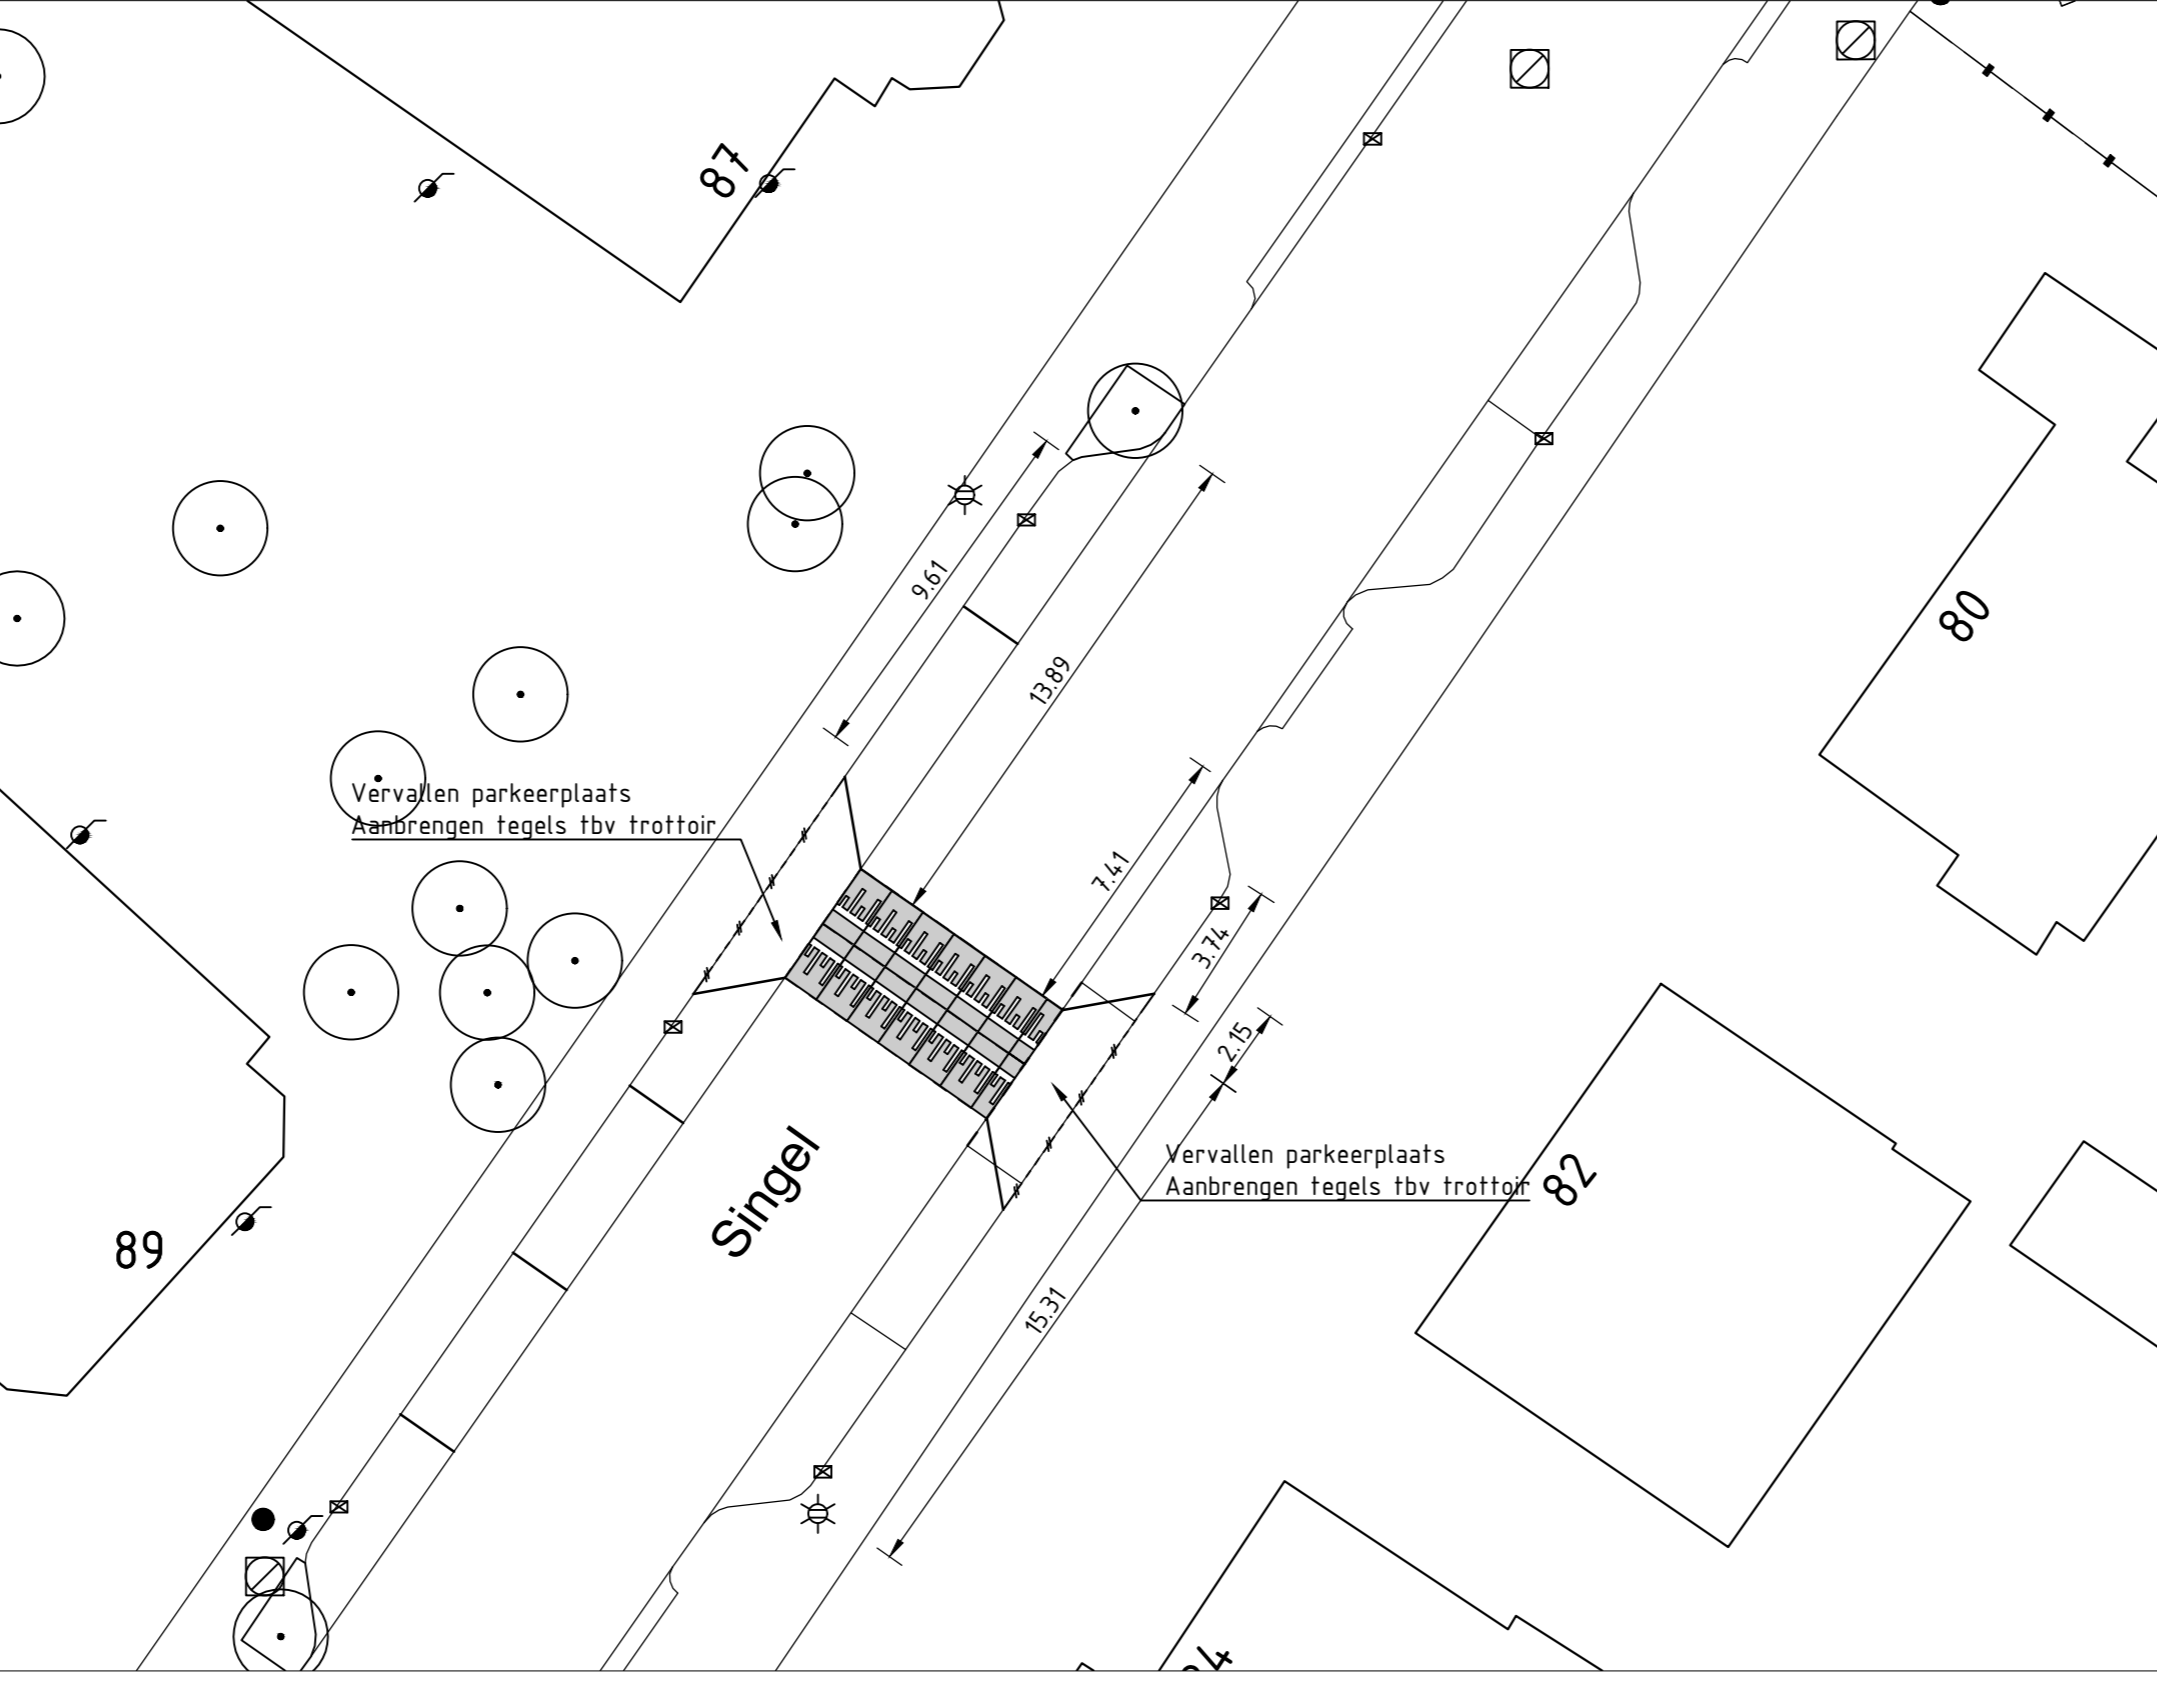 87
9.61
80
13.89
Vervallen parkeerplaats
Aanbrengen tegels tbv trottoir
7.41
3.74
2.15
Singel
Vervallen parkeerplaats
Aanbrengen tegels tbv trottoir
82
89
15.31